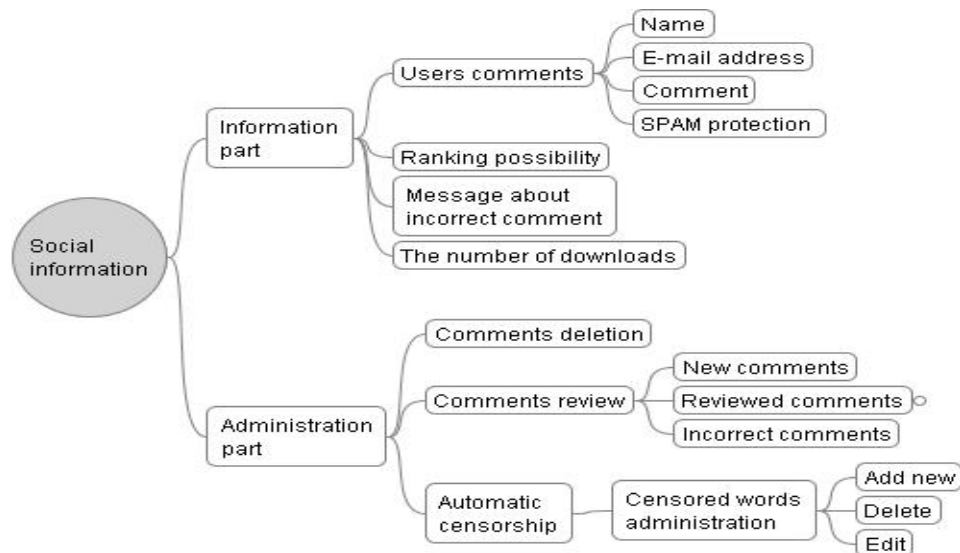 Name
E-mail address
Users comments
Comment
SPAM protection
Information
part
Ranking possibility
Message about
incorrect comment
The number of downloads
Social
information
Comments deletion
New comments
Comments review
Reviewed comments
Incorrect comments
Administration
part
Automatic
censorship
Censored words
administration
Add new
Delete
Edit